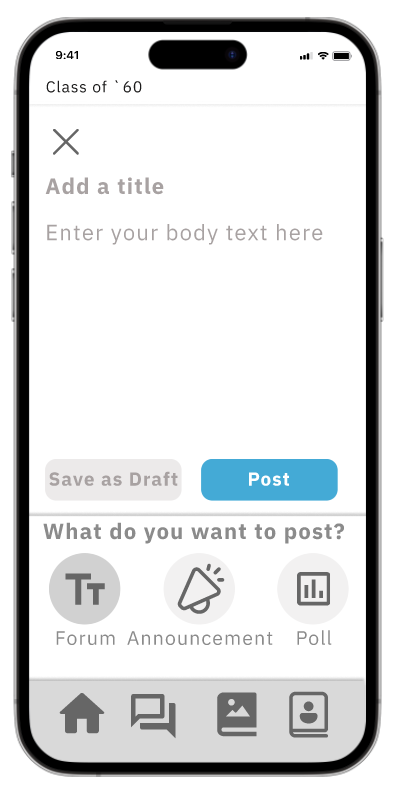 9:41
Class of `60
Add a title
Enter your body text here
Save as Draft Post
What do you want to post?
Tt
Forum Announcement Poll